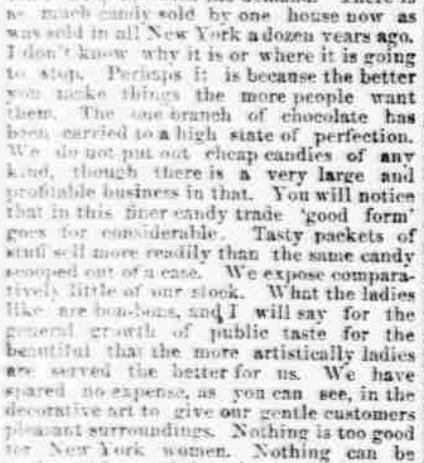 There is
as much candy sold by one house now as
was sold in all New York a dozen years ago.
I don't know why it is or where it is going
to stop. Perhaps it is because the better
you make things the more people want
them. The one branch of chocolate has
been carried to a high state of perfection.
We do not put out cheap candies of any
kind, though there is a very large and
profitable business in that. You will notice
that in this finer candy trade 'good form'
goes for considerable. Tasty packets of
stuff sell more readily than the same candy
scooped out of a case. We expose compara-
tively little of our stock. What the ladies
like are bon-bons, and I will say for the
general growth of public taste for the
beautiful that the more artistically ladies
are served the better for us. We have
spared no expense, as you can see, in the
decorative art to give our gentle customers
pleasant surroundings. Nothing is too good
for New York women. Nothing can be